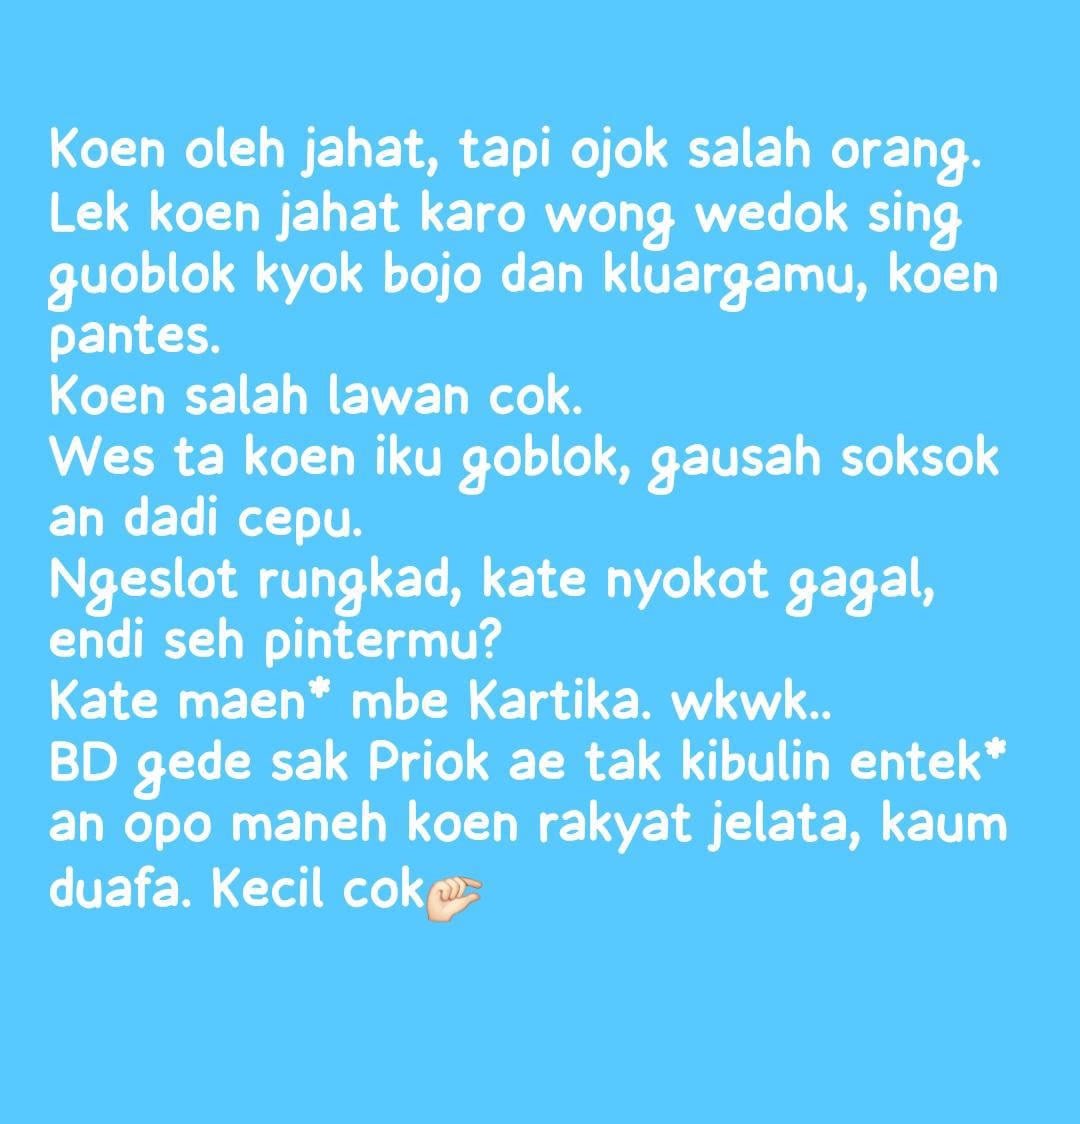 Koen oleh jahat, tapi ojok salah orang.
Lek koen jahat karo wong wedok sing
guoblok kyok bojo dan kluargamu, koen
pantes.
Koen salah lawan cok.
Wes ta koen iku goblok, gausah soksok
an dadi cepu.
Ngeslot rungkad, kate nyokot gagal,
endi seh pintermu?
Kate maen* mbe Kartika. wkwk..
BD gede sak Priok ae tak kibulin entek*
an opo maneh koen rakyat jelata, kaum
duafa. Kecil cok🤏🏻